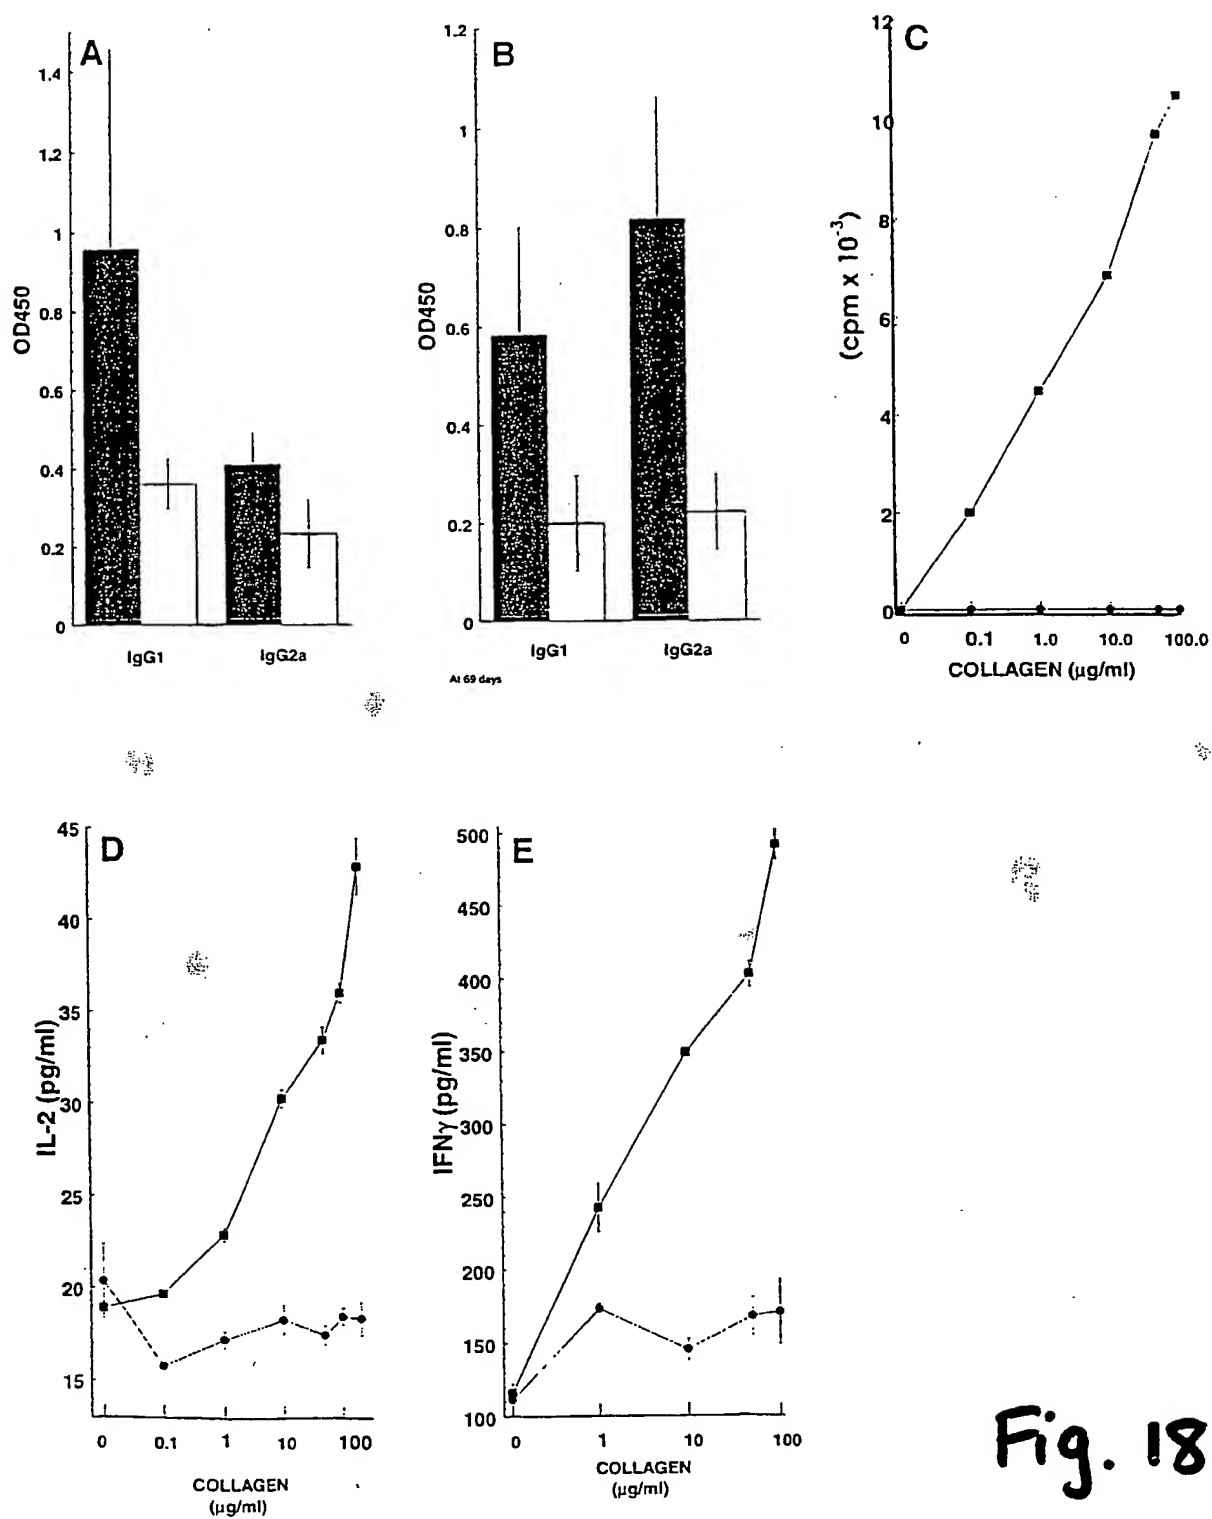 A
1.4
1.2
1
0.8
0.6
0.4
0.2
0
OD450
IgG1 IgG2a
B
1.2
1
0.8
0.6
0.4
0.2
0
OD450
IgG1 IgG2a
At 69 days
C
12
10
8
6
4
2
0
(cpm x 10-3)
0 0.1 1.0 10.0 100.0
COLLAGEN (µg/ml)
D
45
40
35
30
25
20
15
IL-2 (pg/ml)
0 0.1 1 10 100
COLLAGEN
(µg/ml)
E
500
450
400
350
300
250
200
150
100
IFNγ (pg/ml)
0 1 10 100
COLLAGEN
(µg/ml)
Fig. 18